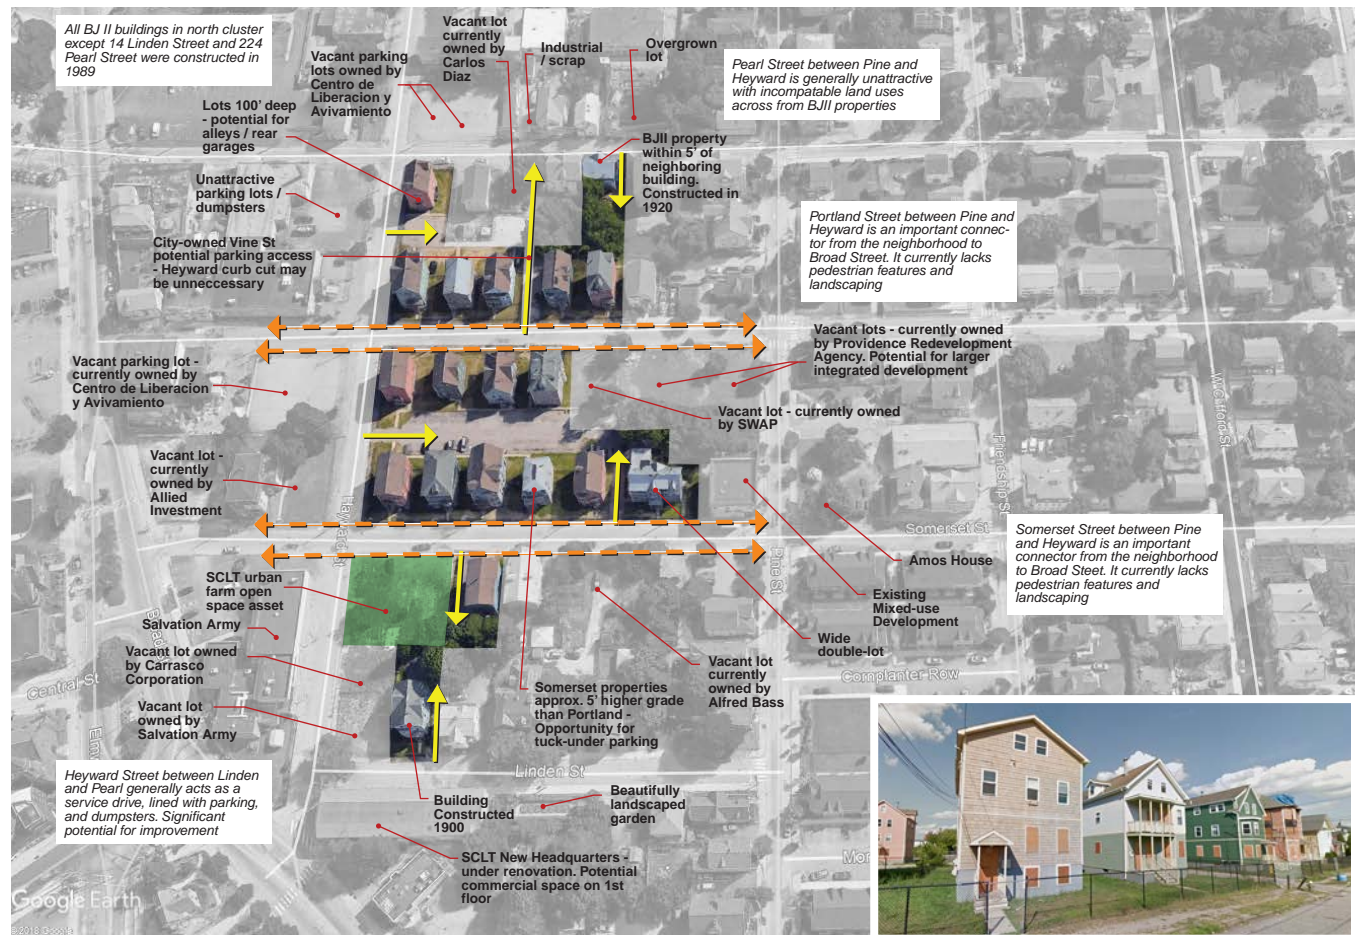 All BJ II buildings in north cluster
except 14 Linden Street and 224
Pearl Street were constructed in
1989
Vacant parking
lots owned by
Centro de
Liberacion y
Avivamiento
Vacant lot
currently
owned by
Carlos
Diaz
Industrial
/ scrap
Overgrown
lot
Pearl Street between Pine and
Heyward is generally unattractive
with incompatable land uses
across from BJII properties
Lots 100' deep
- potential for
alleys / rear
garages
BJII property
within 5' of
neighboring
building.
Constructed in
1920
Unattractive
parking lots /
dumpsters
Portland Street between Pine and
Heyward is an important connec-
tor from the neighborhood to
Broad Street. It currently lacks
pedestrian features and
landscaping
City-owned Vine St
potential parking access
- Heyward curb cut may
be unneccessary
Vacant lots - currently owned
by Providence Redevelopment
Agency. Potential for larger
integrated development
Vacant parking lot -
currently owned by
Centro de Liberacion
y Avivamiento
Vacant lot - currently owned
by SWAP
W Clifford St
Friendship St
Vacant lot -
currently
owned by
Allied
Investment
Somerset St
Somerset Street between Pine
and Heyward is an important
connector from the neighborhood
to Broad Steet. It currently lacks
pedestrian features and
landscaping
Pine St
Amos House
SCLT urban
farm open
space asset
Existing
Mixed-use
Development
Salvation Army
Wide
double-lot
Vacant lot owned
by Carrasco
Corporation
Vacant lot
currently
owned by
Alfred Bass
Central St
Cornplanter Row
Somerset properties
approx. 5' higher grade
than Portland -
Opportunity for
tuck-under parking
Vacant lot
owned by
Salvation Army
Heyward Street between Linden
and Pearl generally acts as a
service drive, lined with parking,
and dumpsters. Significant
potential for improvement
Linden St
Building
Constructed
1900
Beautifully
landscaped
garden
SCLT New Headquarters -
under renovation. Potential
commercial space on 1st
floor
Google Earth
© 2018 Google